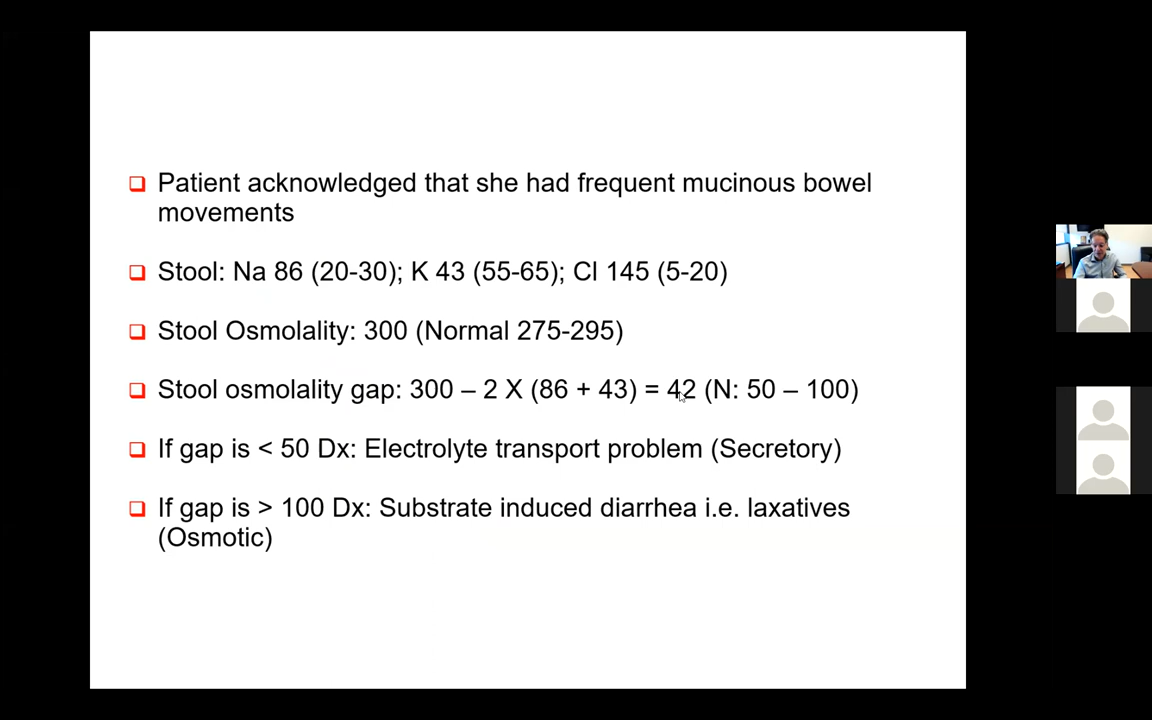 Patient acknowledged that she had frequent mucinous bowel
movements
Stool: Na 86 (20-30); K 43 (55-65); Cl 145 (5-20)
Stool Osmolality: 300 (Normal 275-295)
Stool osmolality gap: 300 – 2 X (86 + 43) = 42 (N: 50 – 100)
If gap is < 50 Dx: Electrolyte transport problem (Secretory)
If gap is > 100 Dx: Substrate induced diarrhea i.e. laxatives
(Osmotic)